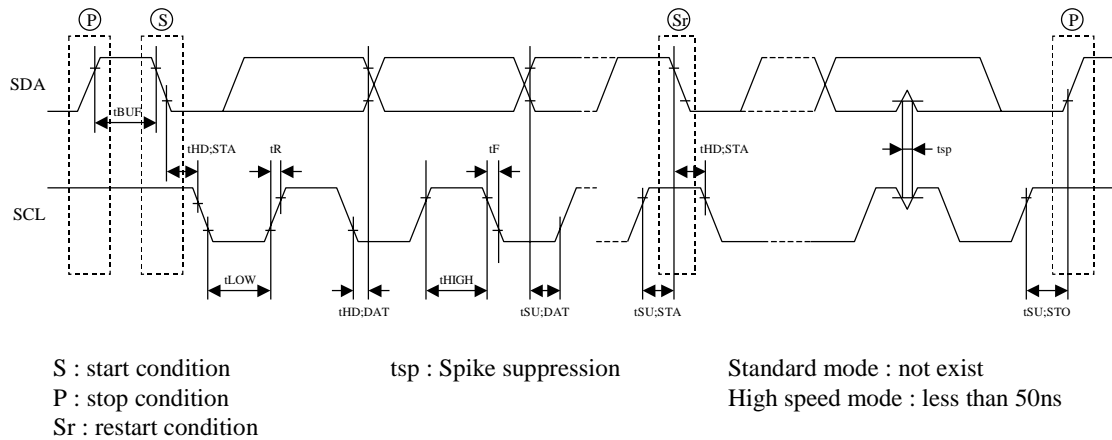 P S Sr P
SDA
tBUF
tHD;STA tR tF tHD;STA tsp
SCL
tLOW tHIGH
tHD;DAT tSU;DAT tSU;STA tSU;STO
S : start condition tsp : Spike suppression Standard mode : not exist
P : stop condition High speed mode : less than 50ns
Sr : restart condition